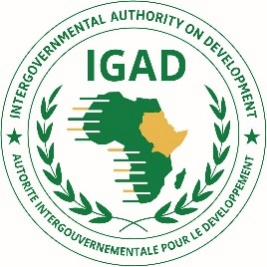 INTERGOVERNMENTAL AUTHORITY ON DEVELOPMENT
IGAD
AUTORITE INTERGOUVERNEMENTALE POUR LE DEVELOPPEMENT